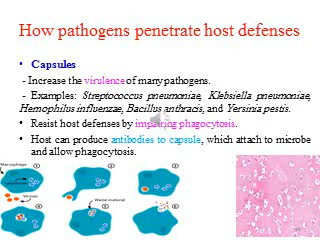 How pathogens penetrate host defenses
• Capsules
- Increase the virulence of many pathogens.
- Examples: Streptococcus pneumoniae, Klebsiella pneumoniae,
Hemophilus influenzae, Bacillus anthracis, and Yersinia pestis.
• Resist host defenses by impairing phagocytosis.
• Host can produce antibodies to capsule, which attach to microbe
and allow phagocytosis.
Macrophage